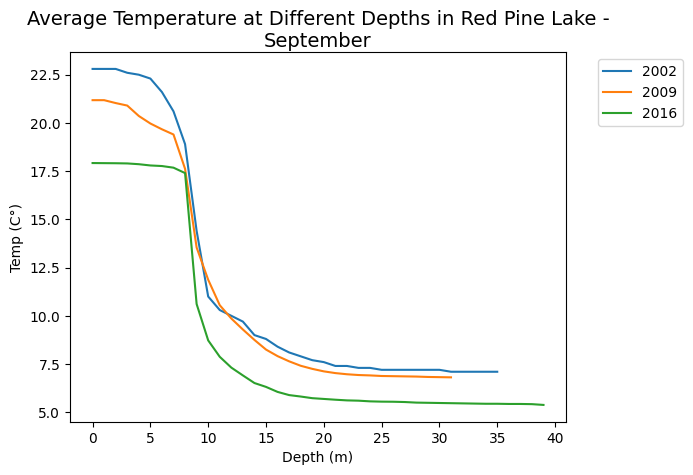 Average Temperature at Different Depths in Red Pine Lake -
September
2002
2009
2016
Temp (C°)
22.5
20.0
17.5
15.0
12.5
10.0
7.5
5.0
0 5 10 15 20 25 30 35 40
Depth (m)